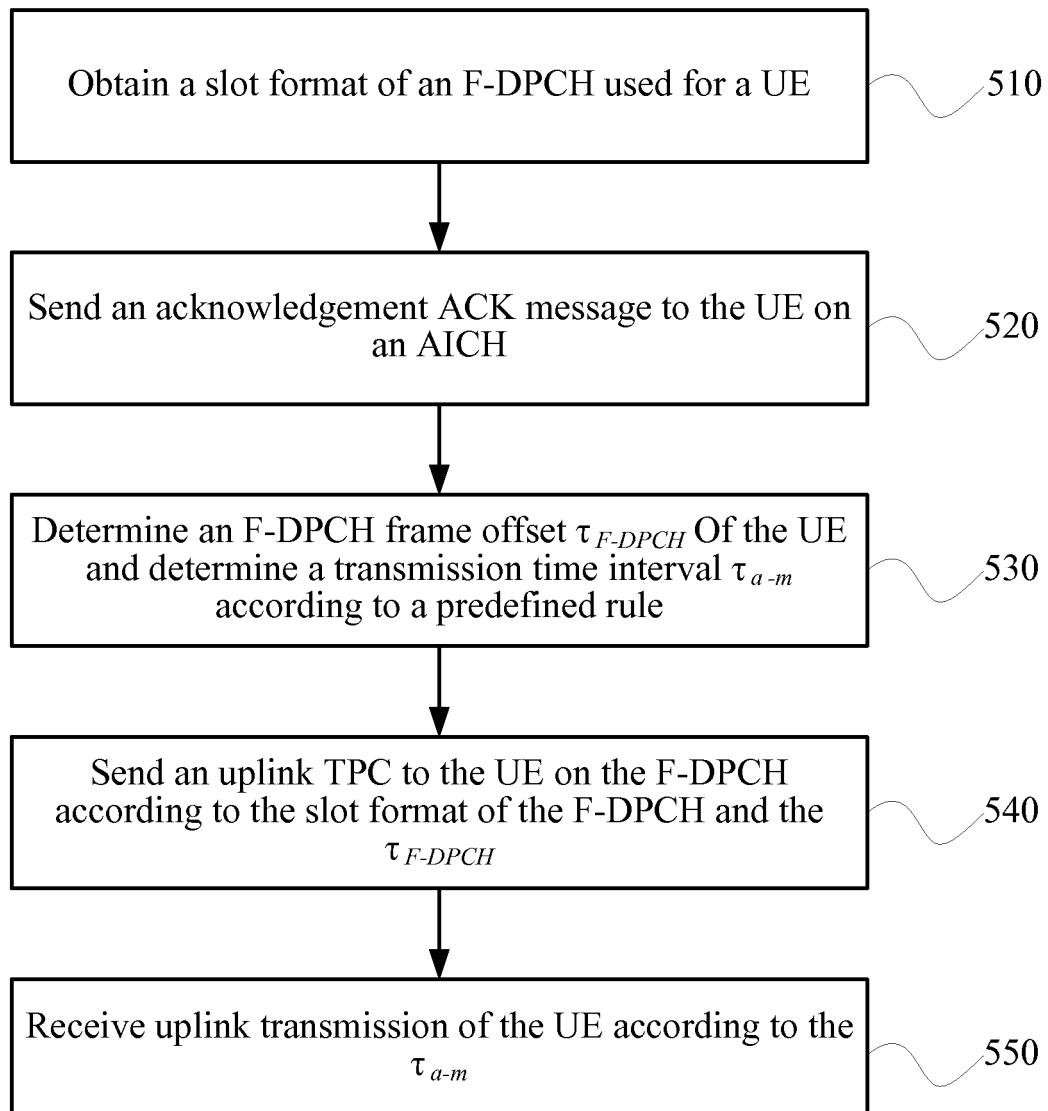 Obtain a slot format of an F-DPCH used for a UE
510
Send an acknowledgement ACK message to the UE on
an AICH
520
Determine an F-DPCH frame offset τ F-DPCH Of the UE
and determine a transmission time interval τ a-m
according to a predefined rule
530
Send an uplink TPC to the UE on the F-DPCH
according to the slot format of the F-DPCH and the
τ F-DPCH
540
Receive uplink transmission of the UE according to the
τ a-m
550